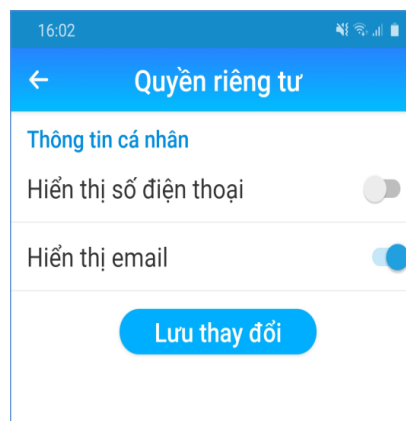 16:02
Quyền riêng tư
Thông tin cá nhân
Hiển thị số điện thoại
Hiển thị email
Lưu thay đổi